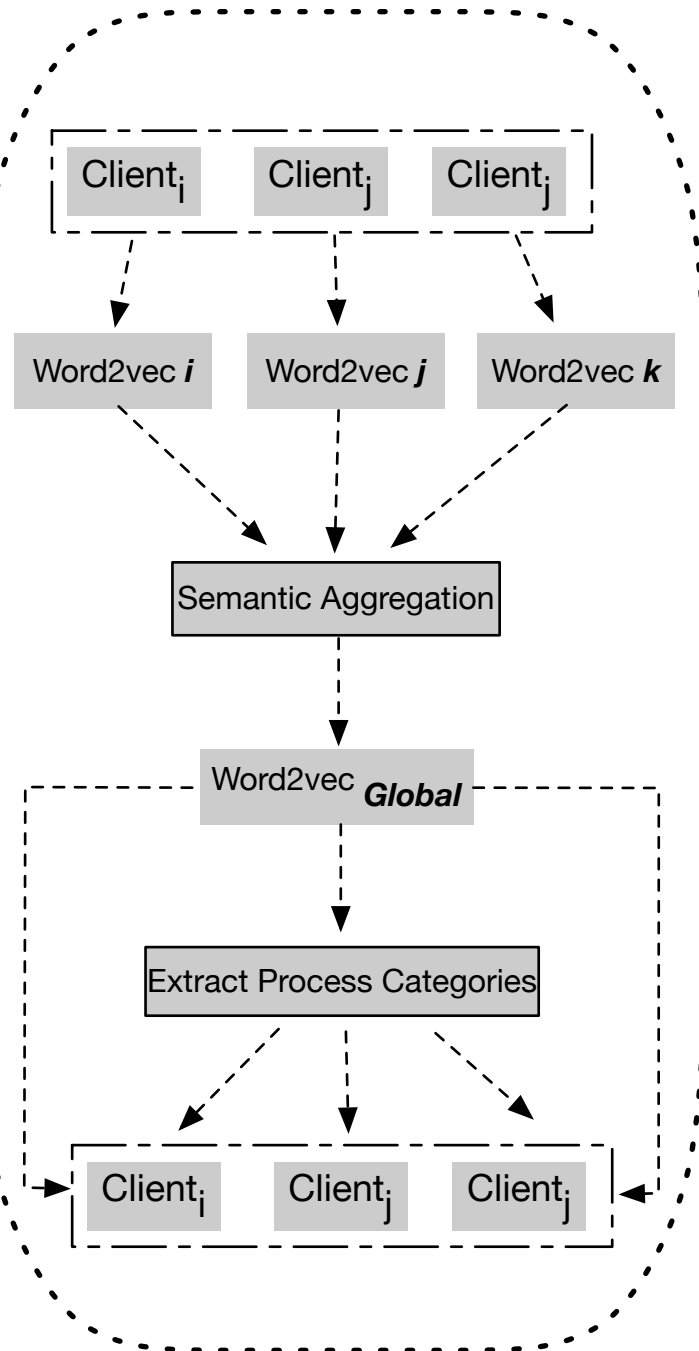 Client_i Client_j Client_j
Word2vec i Word2vec j Word2vec k
Semantic Aggregation
Word2vec Global
Extract Process Categories
Client_i Client_j Client_j